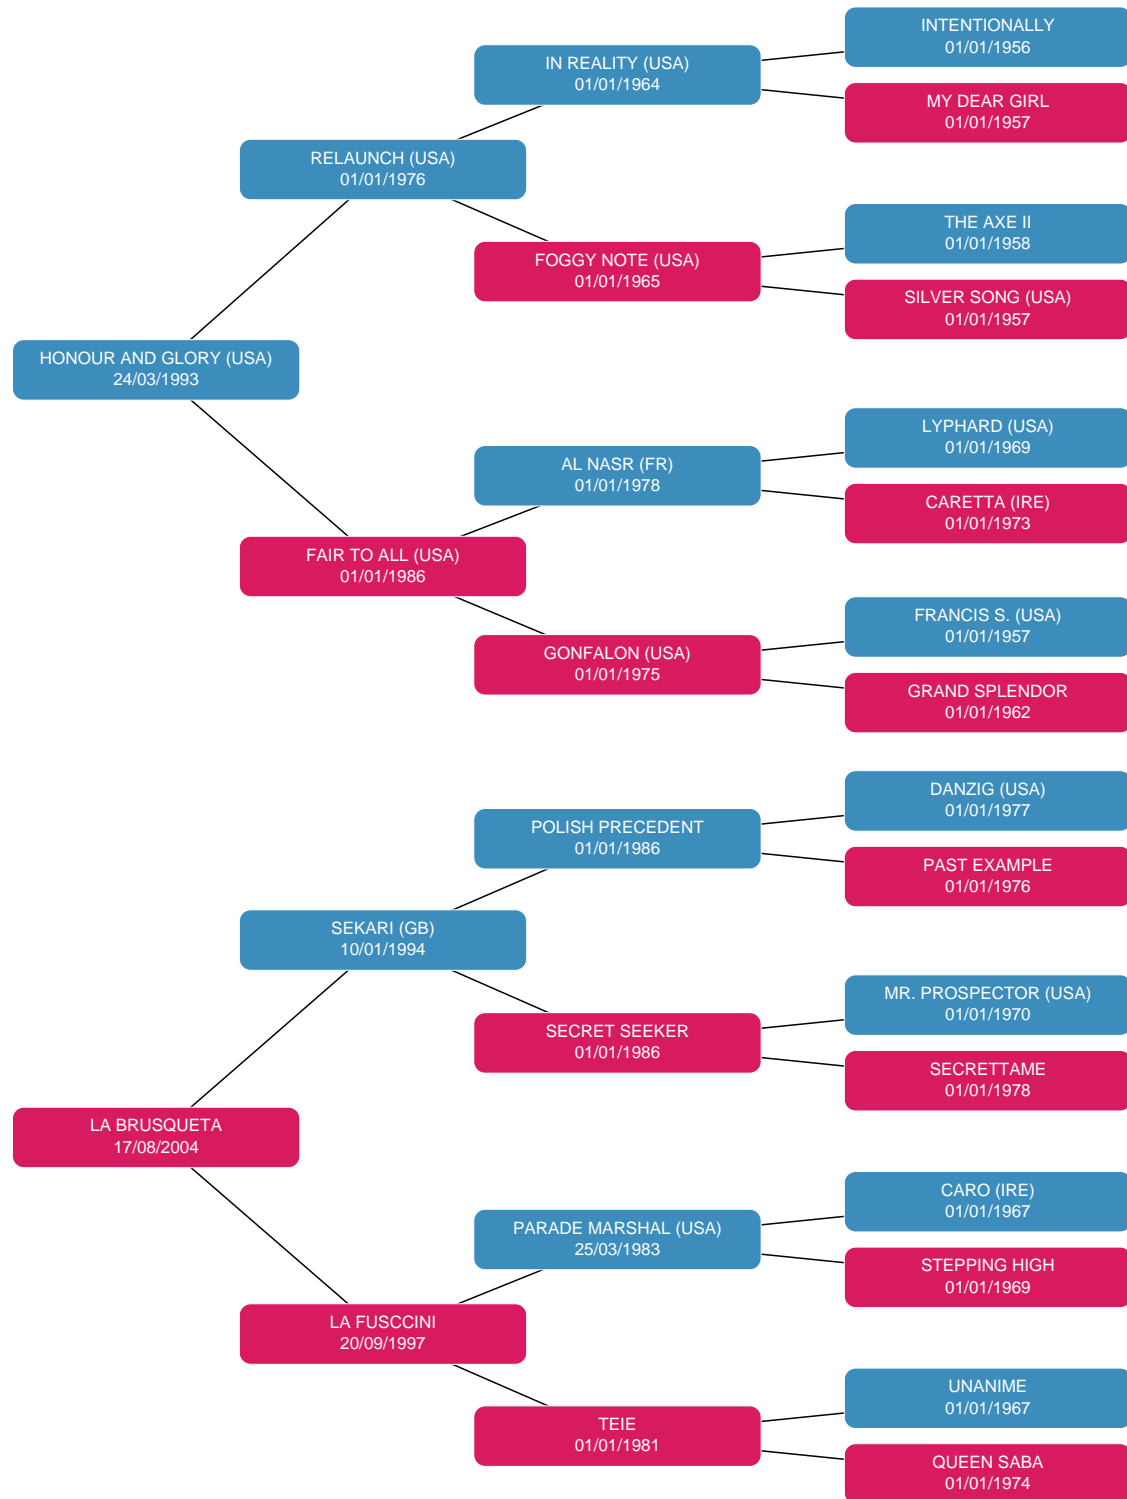 INTENTIONALLY
01/01/1956
IN REALITY (USA)
01/01/1964
MY DEAR GIRL
01/01/1957
RELAUNCH (USA)
01/01/1976
THE AXE II
01/01/1958
FOGGY NOTE (USA)
01/01/1965
SILVER SONG (USA)
01/01/1957
HONOUR AND GLORY (USA)
24/03/1993
LYPHARD (USA)
01/01/1969
AL NASR (FR)
01/01/1978
CARETTA (IRE)
01/01/1973
FAIR TO ALL (USA)
01/01/1986
FRANCIS S. (USA)
01/01/1957
GONFALON (USA)
01/01/1975
GRAND SPLENDOR
01/01/1962
DANZIG (USA)
01/01/1977
POLISH PRECEDENT
01/01/1986
PAST EXAMPLE
01/01/1976
SEKARI (GB)
10/01/1994
MR. PROSPECTOR (USA)
01/01/1970
SECRET SEEKER
01/01/1986
SECRETTAME
01/01/1978
LA BRUSQUETA
17/08/2004
CARO (IRE)
01/01/1967
PARADE MARSHAL (USA)
25/03/1983
STEPPING HIGH
01/01/1969
LA FUSCCINI
20/09/1997
UNANIME
01/01/1967
TEIE
01/01/1981
QUEEN SABA
01/01/1974